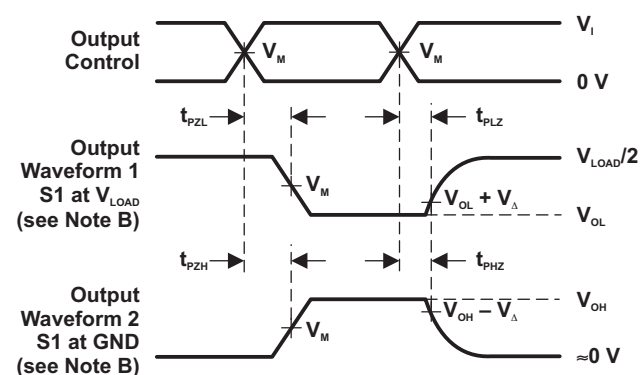 Output
Control
V_M
V_M
V_I
0 V
t_PZL
t_PLZ
Output
Waveform 1
S1 at V_LOAD
(see Note B)
V_M
V_OL + V_Δ
V_LOAD/2
V_OL
t_PZH
t_PHZ
Output
Waveform 2
S1 at GND
(see Note B)
V_M
V_OH – V_Δ
V_OH
≈0 V